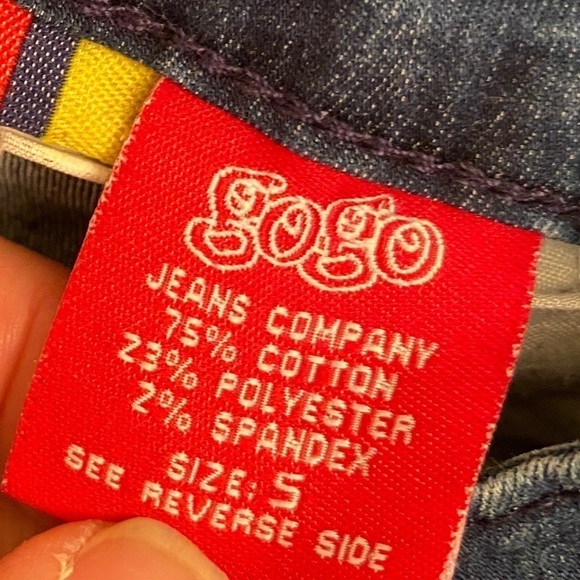 gogo
JEANS COMPANY
75% COTTON
23% POLYESTER
2% SPANDEX
SIZE: S
SEE REVERSE SIDE